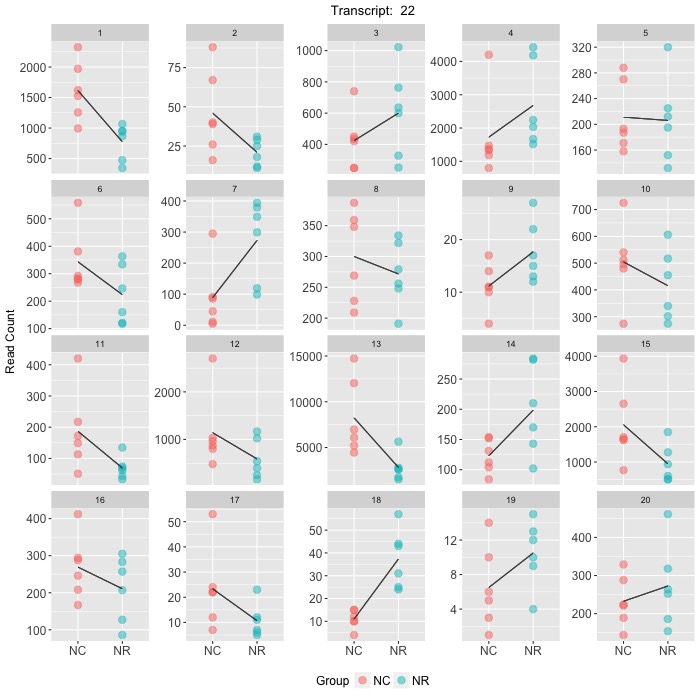 Transcript: 22
1 2 3 4 5
2000 1500 1000 500
75 50 25
1000 800 600 400
4000 3000 2000 1000
320 280 240 200 160
6 7 8 9 10
500 400 300 200 100
400 300 200 100 0
350 300 250 200
20 10
700 600 500 400 300
Read Count
11 12 13 14 15
400 300 200 100
2000 1000
15000 10000 5000
250 200 150 100
4000 3000 2000 1000
16 17 18 19 20
400 300 200 100
50 40 30 20 10
50 40 30 20 10
12 8 4
400 300 200
NC NR NC NR NC NR NC NR NC NR
Group NC NR